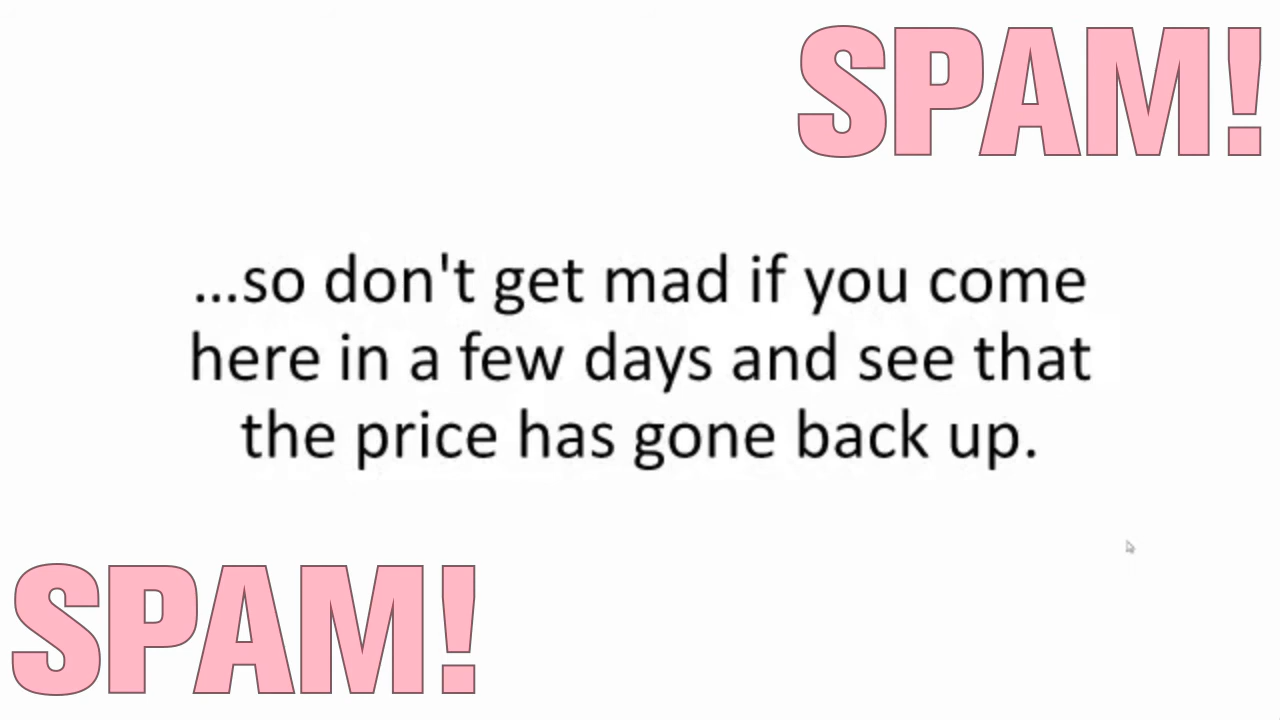 SPAM!
...so don't get mad if you come
here in a few days and see that
the price has gone back up.
SPAM!